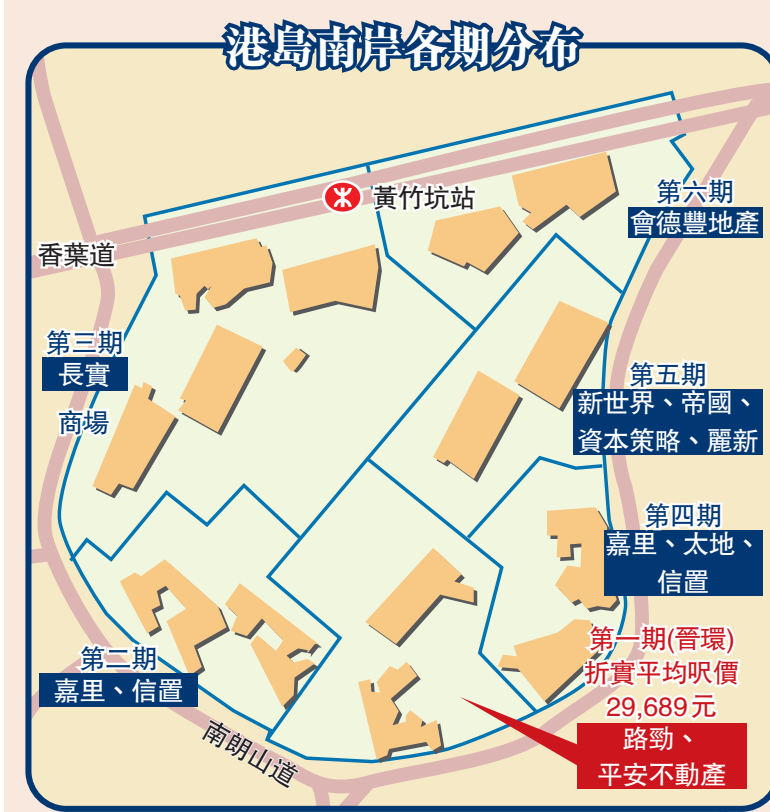 港島南岸各期分布
黃竹坑站
第六期
會德豐地產
香葉道
第三期
長實
商場
第五期
新世界、帝國、
資本策略、麗新
第四期
嘉里、太地、
信置
第一期(晉環)
折實平均呎價
29,689元
路勁、
平安不動產
第二期
嘉里、信置
南朗山道